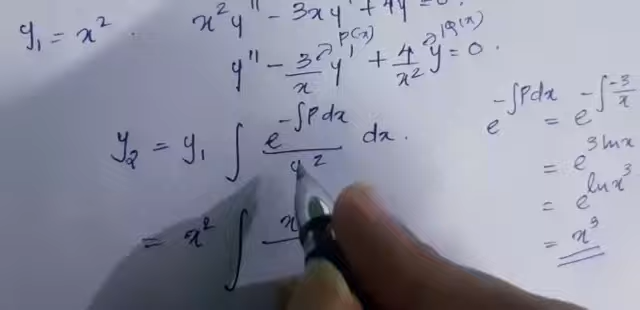 y₁ = x². x²y'' - 3xy' + 4y = 0.
P(x) Q(x)
y'' - 3/x y' + 4/x² y = 0.
y₂ = y₁ ∫ e^(-∫P dx) / y² dx.
= x² ∫ x
e^(-∫P dx) = e^(-∫ -3/x)
= e^(3 ln x)
= e^(ln x³)
= x³